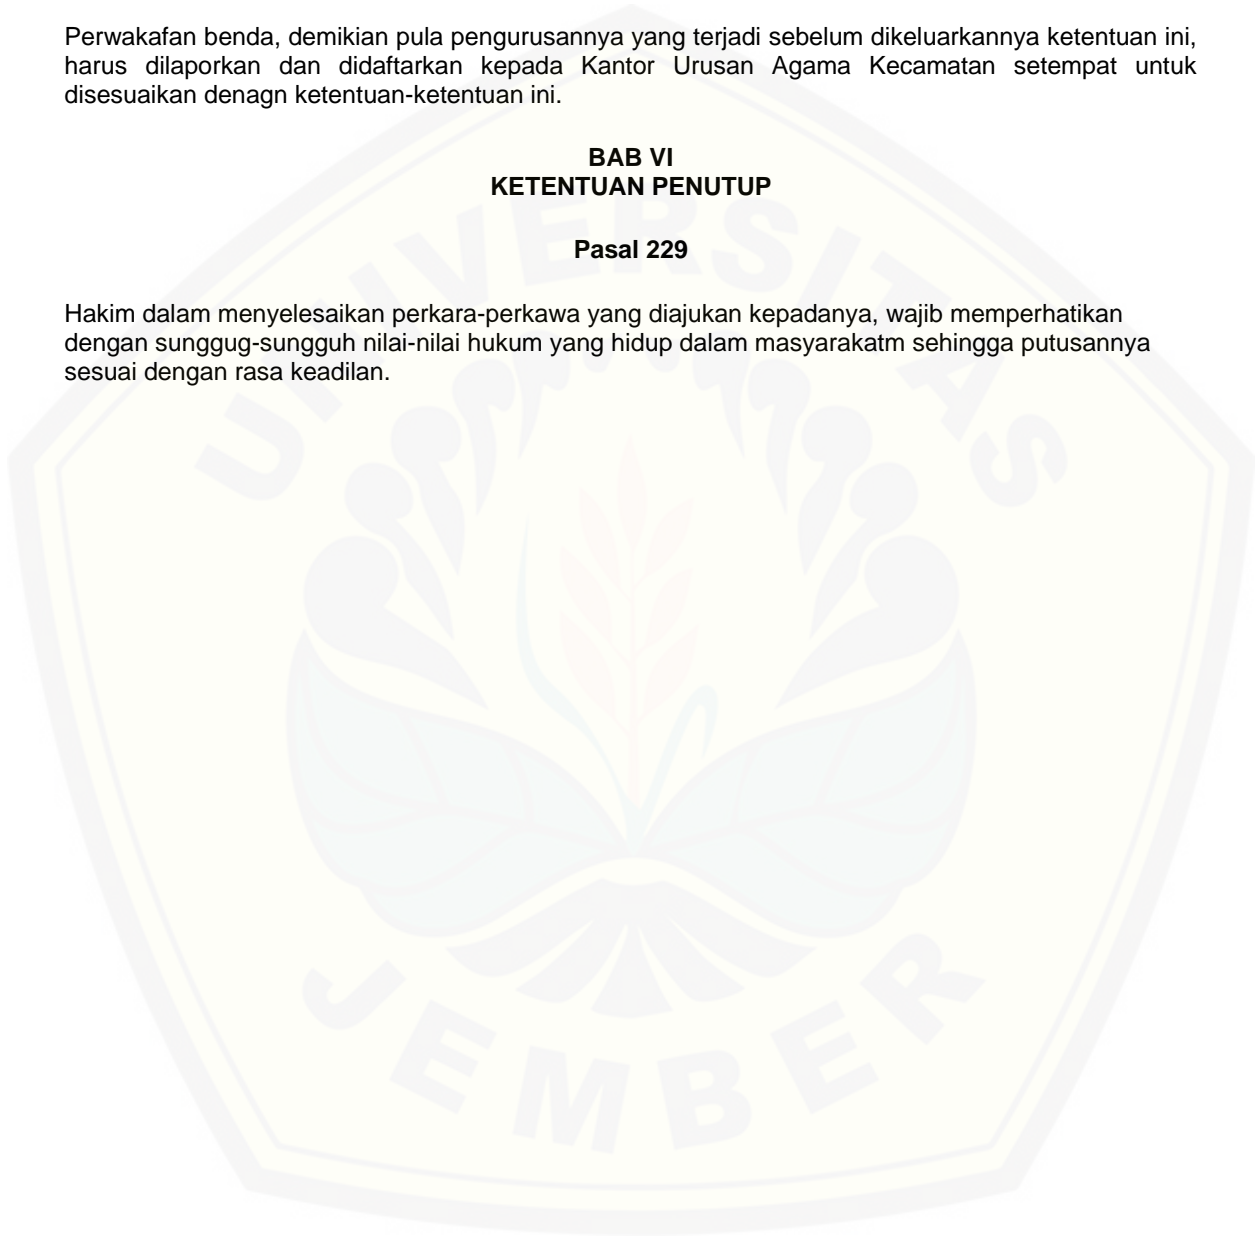 Perwakafan benda, demikian pula pengurusannya yang terjadi sebelum dikeluarkannya ketentuan ini,
harus dilaporkan dan didaftarkan kepada Kantor Urusan Agama Kecamatan setempat untuk
disesuaikan denagn ketentuan-ketentuan ini.
BAB VI
KETENTUAN PENUTUP
Pasal 229
Hakim dalam menyelesaikan perkara-perkawa yang diajukan kepadanya, wajib memperhatikan
dengan sunggug-sungguh nilai-nilai hukum yang hidup dalam masyarakatm sehingga putusannya
sesuai dengan rasa keadilan.
UNIVERSITAS
JEMBER